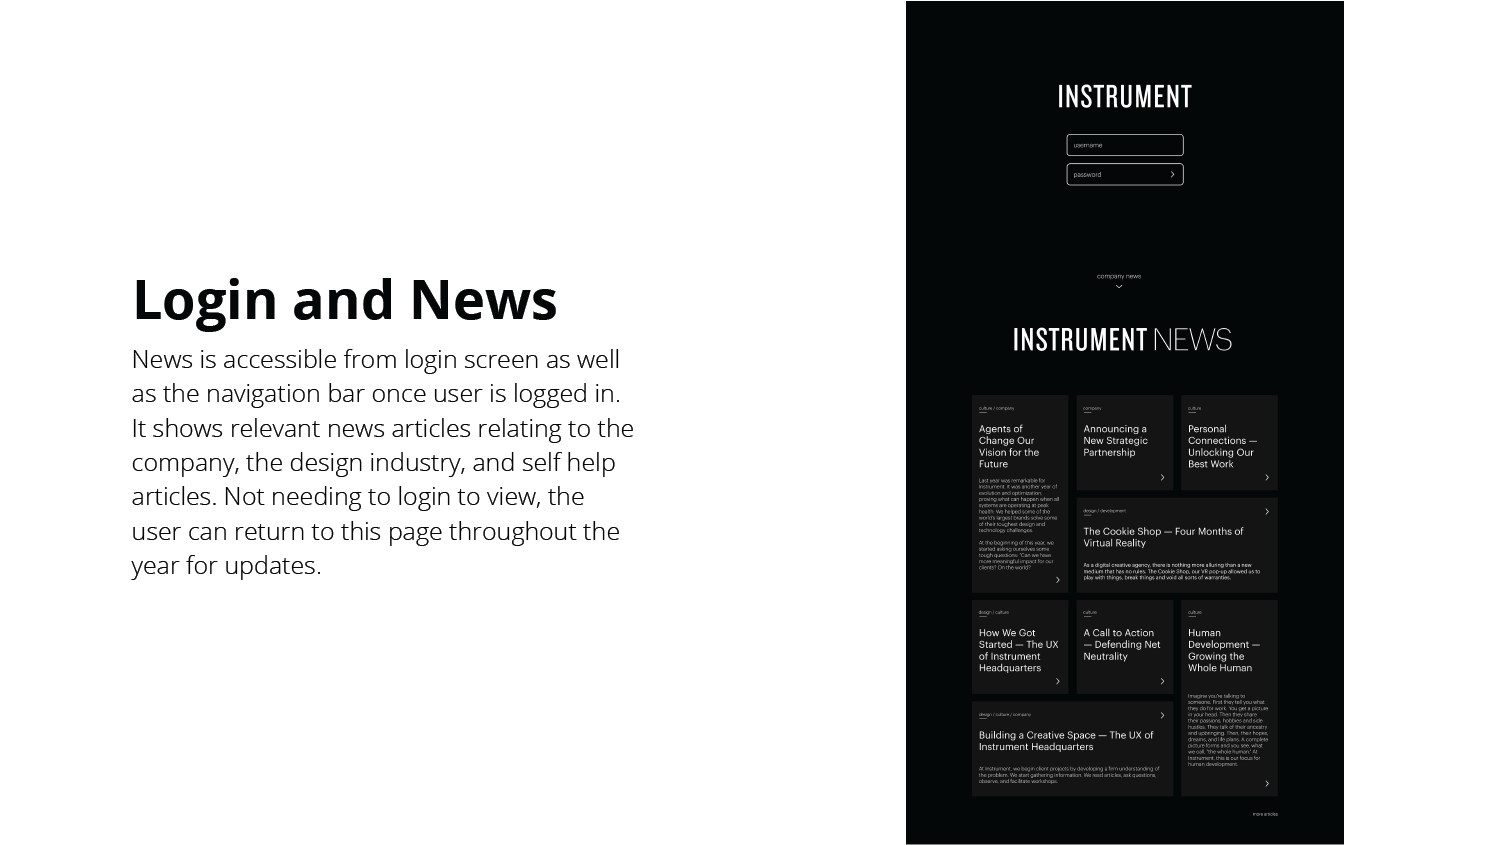 Login and News
News is accessible from login screen as well
as the navigation bar once user is logged in.
It shows relevant news articles relating to the
company, the design industry, and self help
articles. Not needing to login to view, the
user can return to this page throughout the
year for updates.
INSTRUMENT
username
password
company news
INSTRUMENT NEWS
culture / company
Agents of
Change Our
Vision for the
Future
Last year was remarkable for
Instrument. It was another year of
evolution and optimization,
proving what can happen when all
systems are operating at peak
health. We helped some of the
world's largest brands solve some
of their toughest design and
technology challenges.
At the beginning of this year, we
started asking ourselves some
tough questions. "Can we have
more meaningful impact for our
clients? On the world?
company
Announcing a
New Strategic
Partnership
culture
Personal
Connections —
Unlocking Our
Best Work
design / development
The Cookie Shop — Four Months of
Virtual Reality
As a digital creative agency, there is nothing more alluring than a new
medium that has no rules. The Cookie Shop, our VR pop-up allowed us to
play with things, break things and void all sorts of warranties.
design / culture
How We Got
Started — The UX
of Instrument
Headquarters
culture
A Call to Action
— Defending Net
Neutrality
culture
Human
Development —
Growing the
Whole Human
Imagine you're talking to
someone. First they tell you what
they do for work. You get a picture
in your head. Then they share
their passions, hobbies and side
hustles. They talk of their ancestry
and upbringing. Then, their hopes,
dreams, and life plans. A complete
picture forms and you see, what
we call, "the whole human." At
Instrument, this is our focus for
human development.
design / culture / company
Building a Creative Space — The UX of
Instrument Headquarters
At Instrument, we begin client projects by developing a firm understanding of
the problem. We start gathering information. We read articles, ask questions,
observe, and facilitate workshops.
more articles